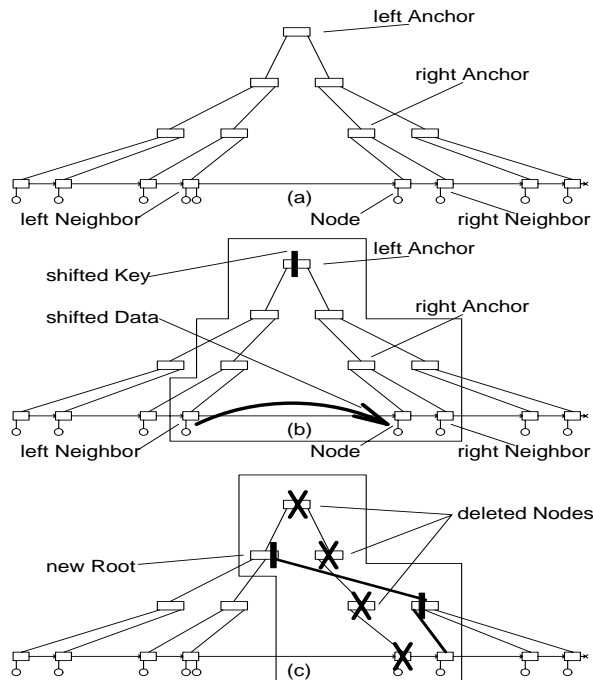 left Anchor
right Anchor
(a)
left Neighbor
Node
right Neighbor
left Anchor
shifted Key
right Anchor
shifted Data
(b)
left Neighbor
Node
right Neighbor
deleted Nodes
new Root
(c)